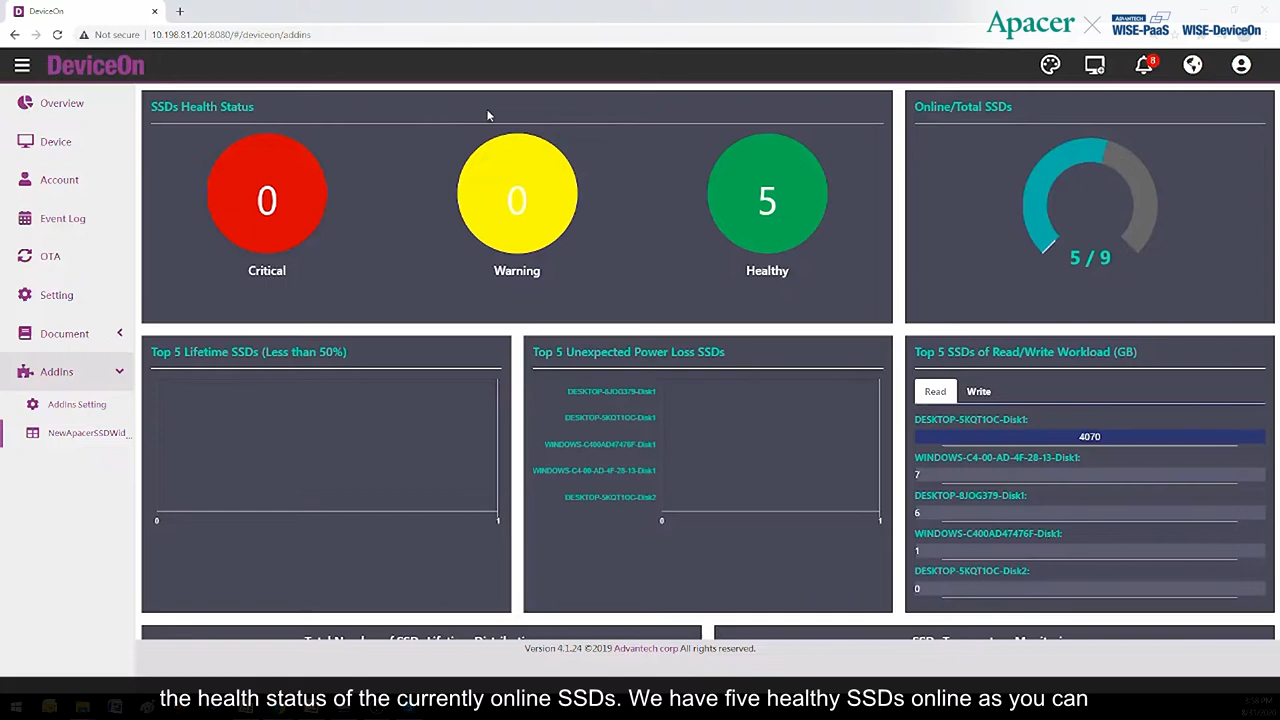 DeviceOn
Not secure
10.198.81.201:8080/#/deviceon/addins
Apacer
ADVANTECH
WISE-PaaS
WISE-DeviceOn
DeviceOn
8
Overview
Device
Account
Event Log
OTA
Setting
Document
AddIns
AddIns Setting
NewApacerSSDWid...
SSDs Health Status
0
0
5
Critical
Warning
Healthy
Online/Total SSDs
5 / 9
Top 5 Lifetime SSDs (Less than 50%)
0
1
Top 5 Unexpected Power Loss SSDs
DESKTOP-8JOG379-Disk1
DESKTOP-5KQT1OC-Disk1
WINDOWS-C400AD47476F-Disk1
WINDOWS-C4-00-AD-4F-28-13-Disk1
DESKTOP-5KQT1OC-Disk2
0
1
Top 5 SSDs of Read/Write Workload (GB)
Read
Write
DESKTOP-5KQT1OC-Disk1:
4070
WINDOWS-C4-00-AD-4F-28-13-Disk1:
7
DESKTOP-8JOG379-Disk1:
6
WINDOWS-C400AD47476F-Disk1:
1
DESKTOP-5KQT1OC-Disk2:
0
Version 4.1.24 ©2019 Advantech corp All rights reserved.
the health status of the currently online SSDs. We have five healthy SSDs online as you can